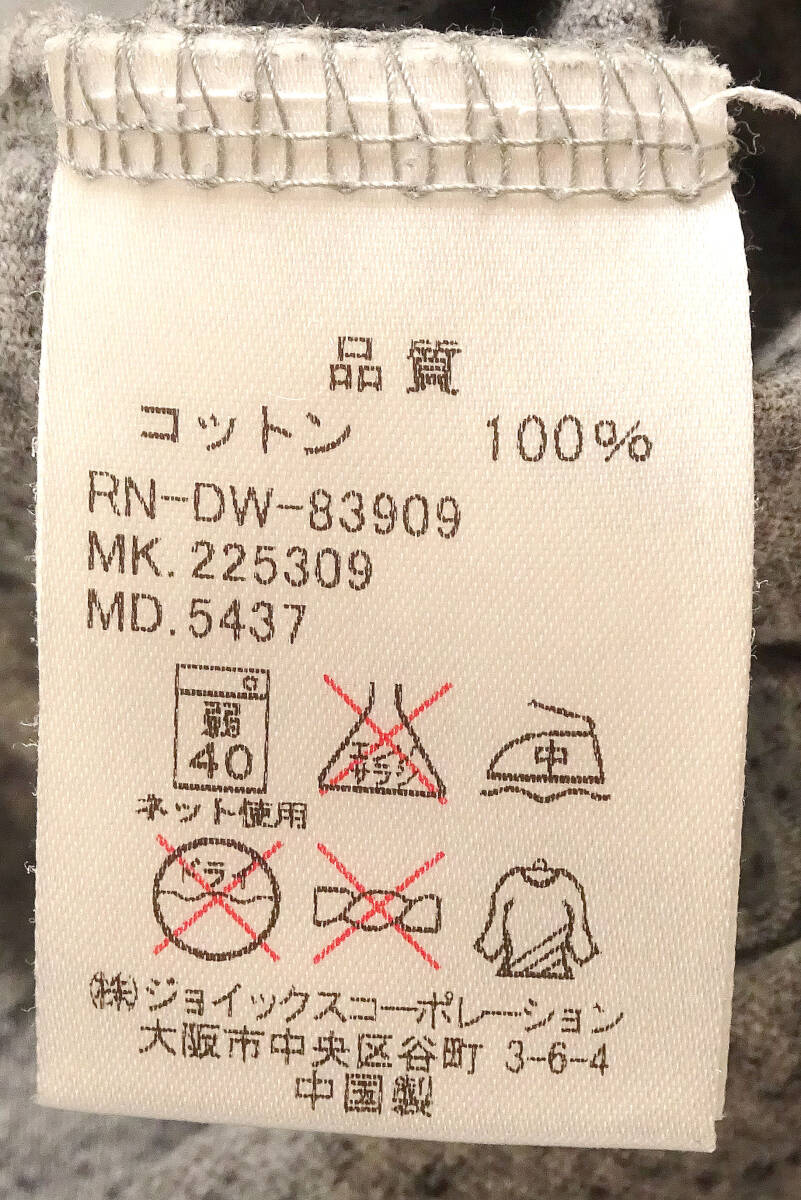 品質
コットン 100%
RN-DW-83909
MK.225309
MD.5437
弱
40
エンソ
サラシ
中
ネット使用
ドライ
㈱ジョイックスコーポレーション
大阪市中央区谷町 3-6-4
中国製